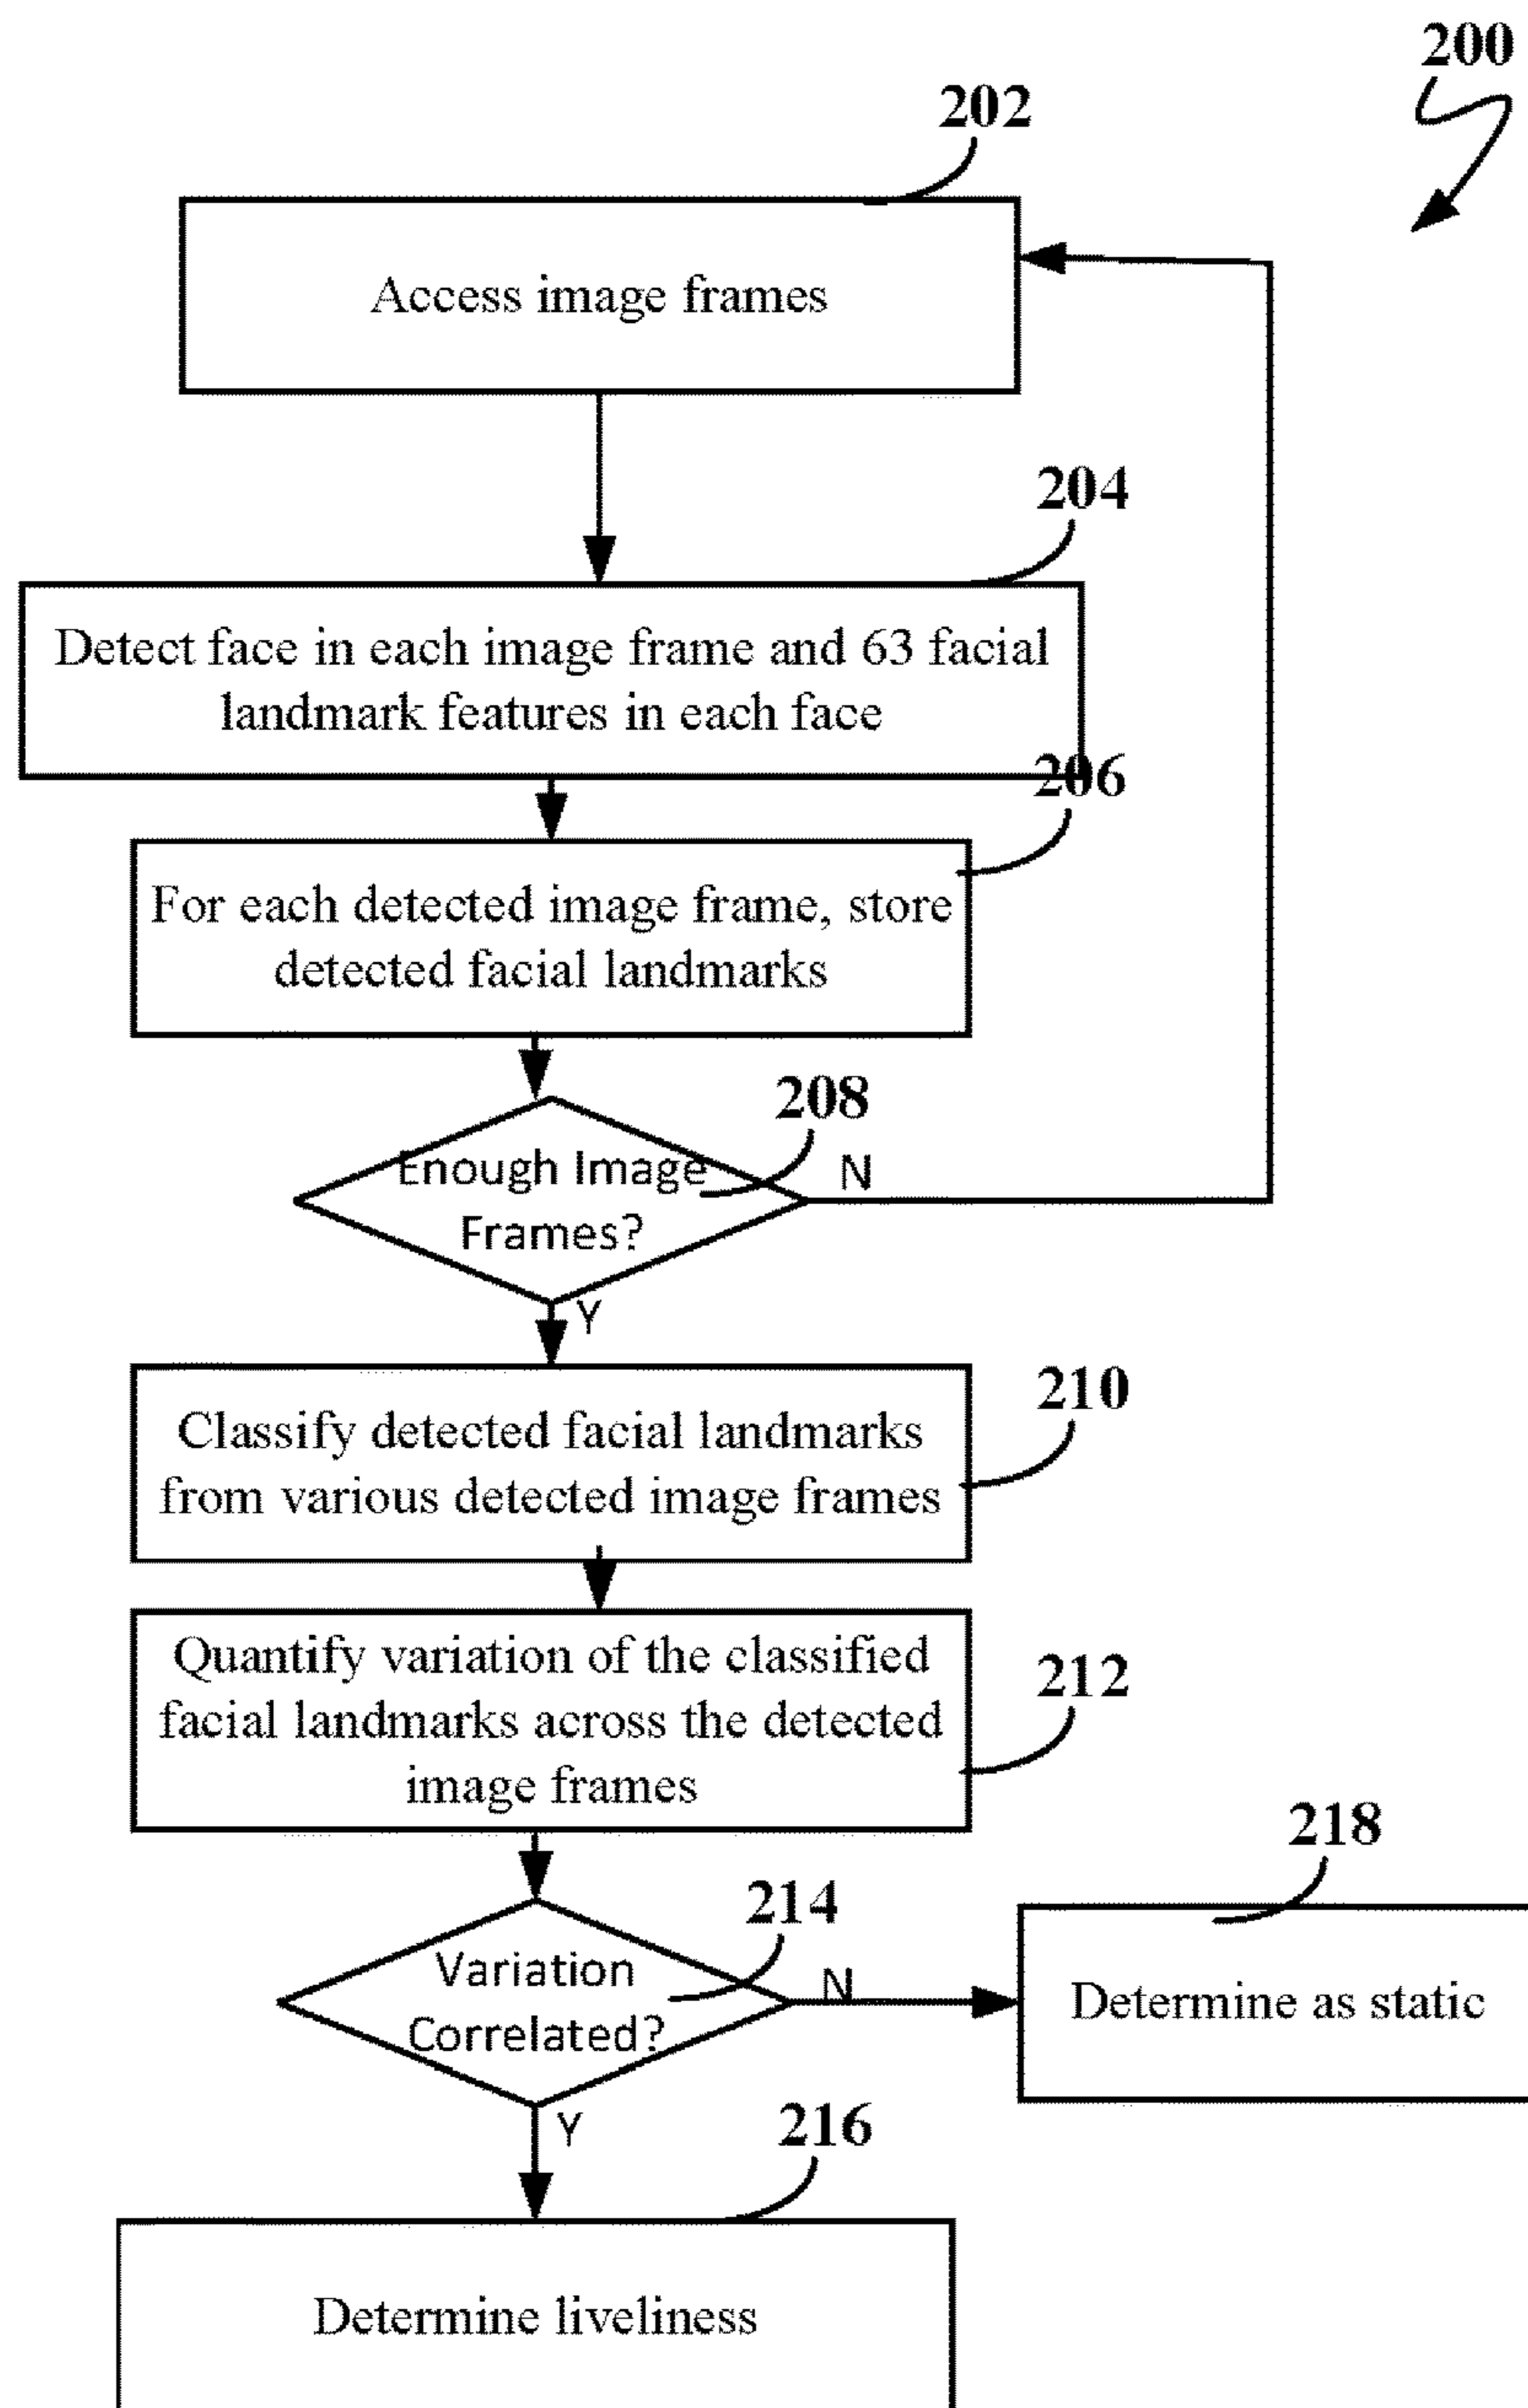 200
202
Access image frames
204
Detect face in each image frame and 63 facial
landmark features in each face
206
For each detected image frame, store
detected facial landmarks
208
Enough Image
N
Frames?
Y
210
Classify detected facial landmarks
from various detected image frames
212
Quantify variation of the classified
facial landmarks across the detected
image frames
218
214
Variation
N
Correlated?
Determine as static
Y
216
Determine liveliness